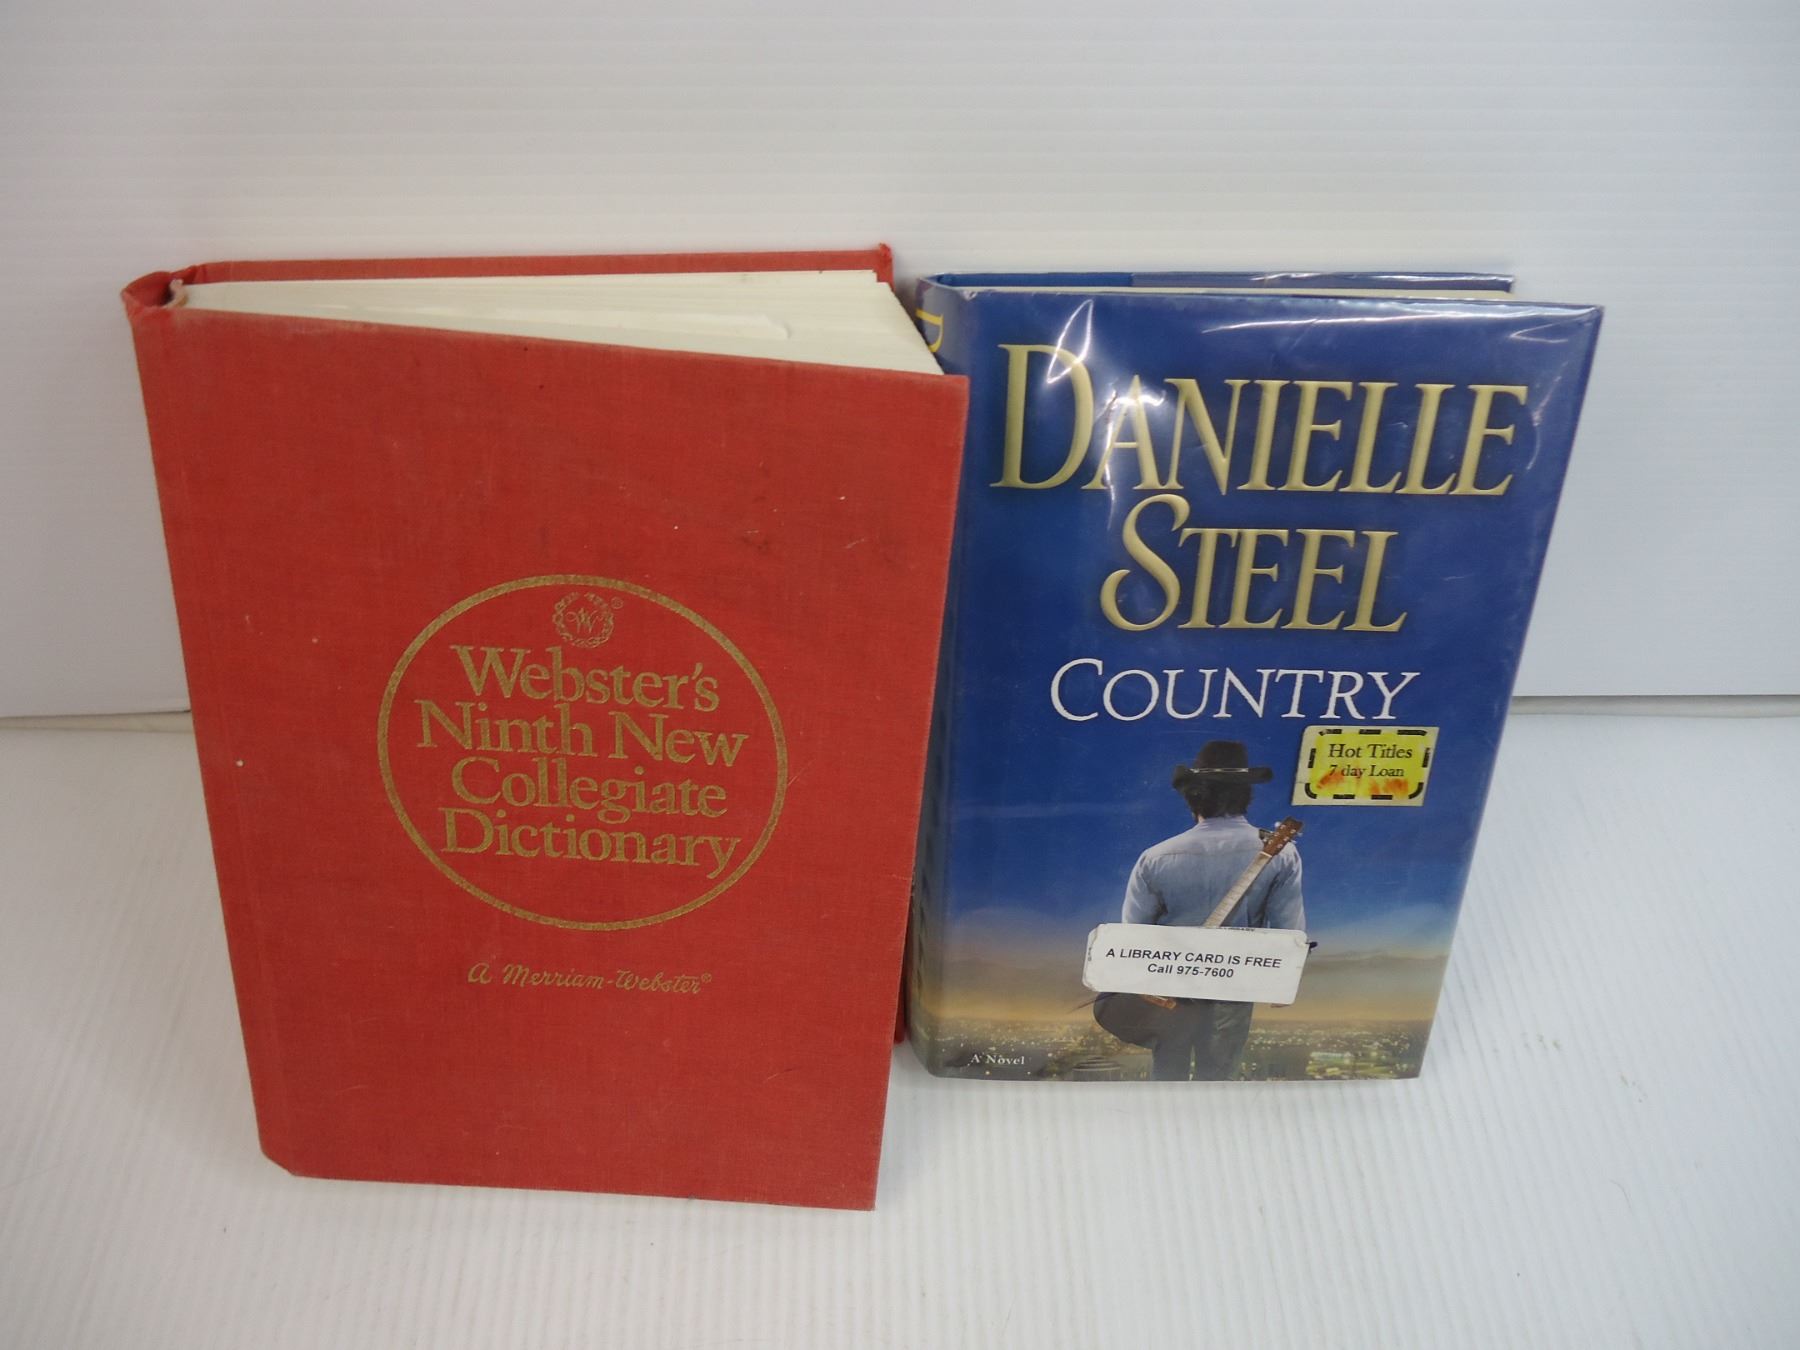 Webster's
Ninth New
Collegiate
Dictionary
A Merriam-Webster®
D
DANIELLE
STEEL
COUNTRY
Hot Titles
7 day Loan
A LIBRARY CARD IS FREE
Call 975-7600
A Novel